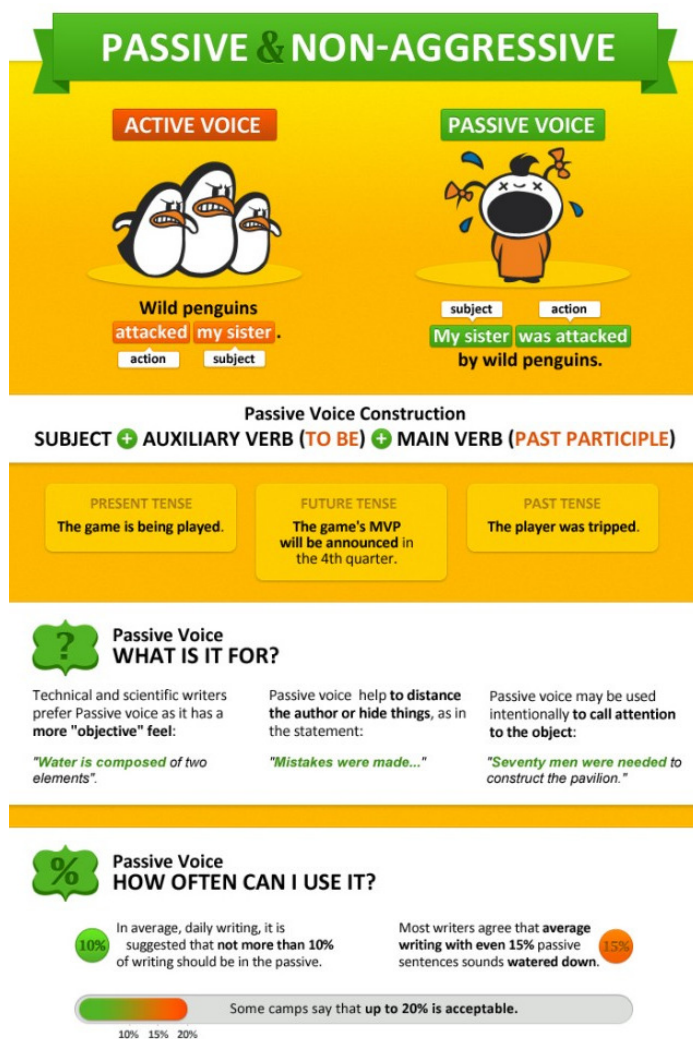 PASSIVE & NON-AGGRESSIVE
ACTIVE VOICE
Wild penguins
attacked my sister.
action subject
PASSIVE VOICE
subject action
My sister was attacked
by wild penguins.
Passive Voice Construction
SUBJECT + AUXILIARY VERB (TO BE) + MAIN VERB (PAST PARTICIPLE)
PRESENT TENSE
The game is being played.
FUTURE TENSE
The game's MVP
will be announced in
the 4th quarter.
PAST TENSE
The player was tripped.
?
Passive Voice
WHAT IS IT FOR?
Technical and scientific writers
prefer Passive voice as it has a
more "objective" feel:
"Water is composed of two
elements".
Passive voice help to distance
the author or hide things, as in
the statement:
"Mistakes were made..."
Passive voice may be used
intentionally to call attention
to the object:
"Seventy men were needed to
construct the pavilion."
%
Passive Voice
HOW OFTEN CAN I USE IT?
10%
In average, daily writing, it is
suggested that not more than 10%
of writing should be in the passive.
Most writers agree that average
writing with even 15% passive
sentences sounds watered down.
15%
Some camps say that up to 20% is acceptable.
10% 15% 20%